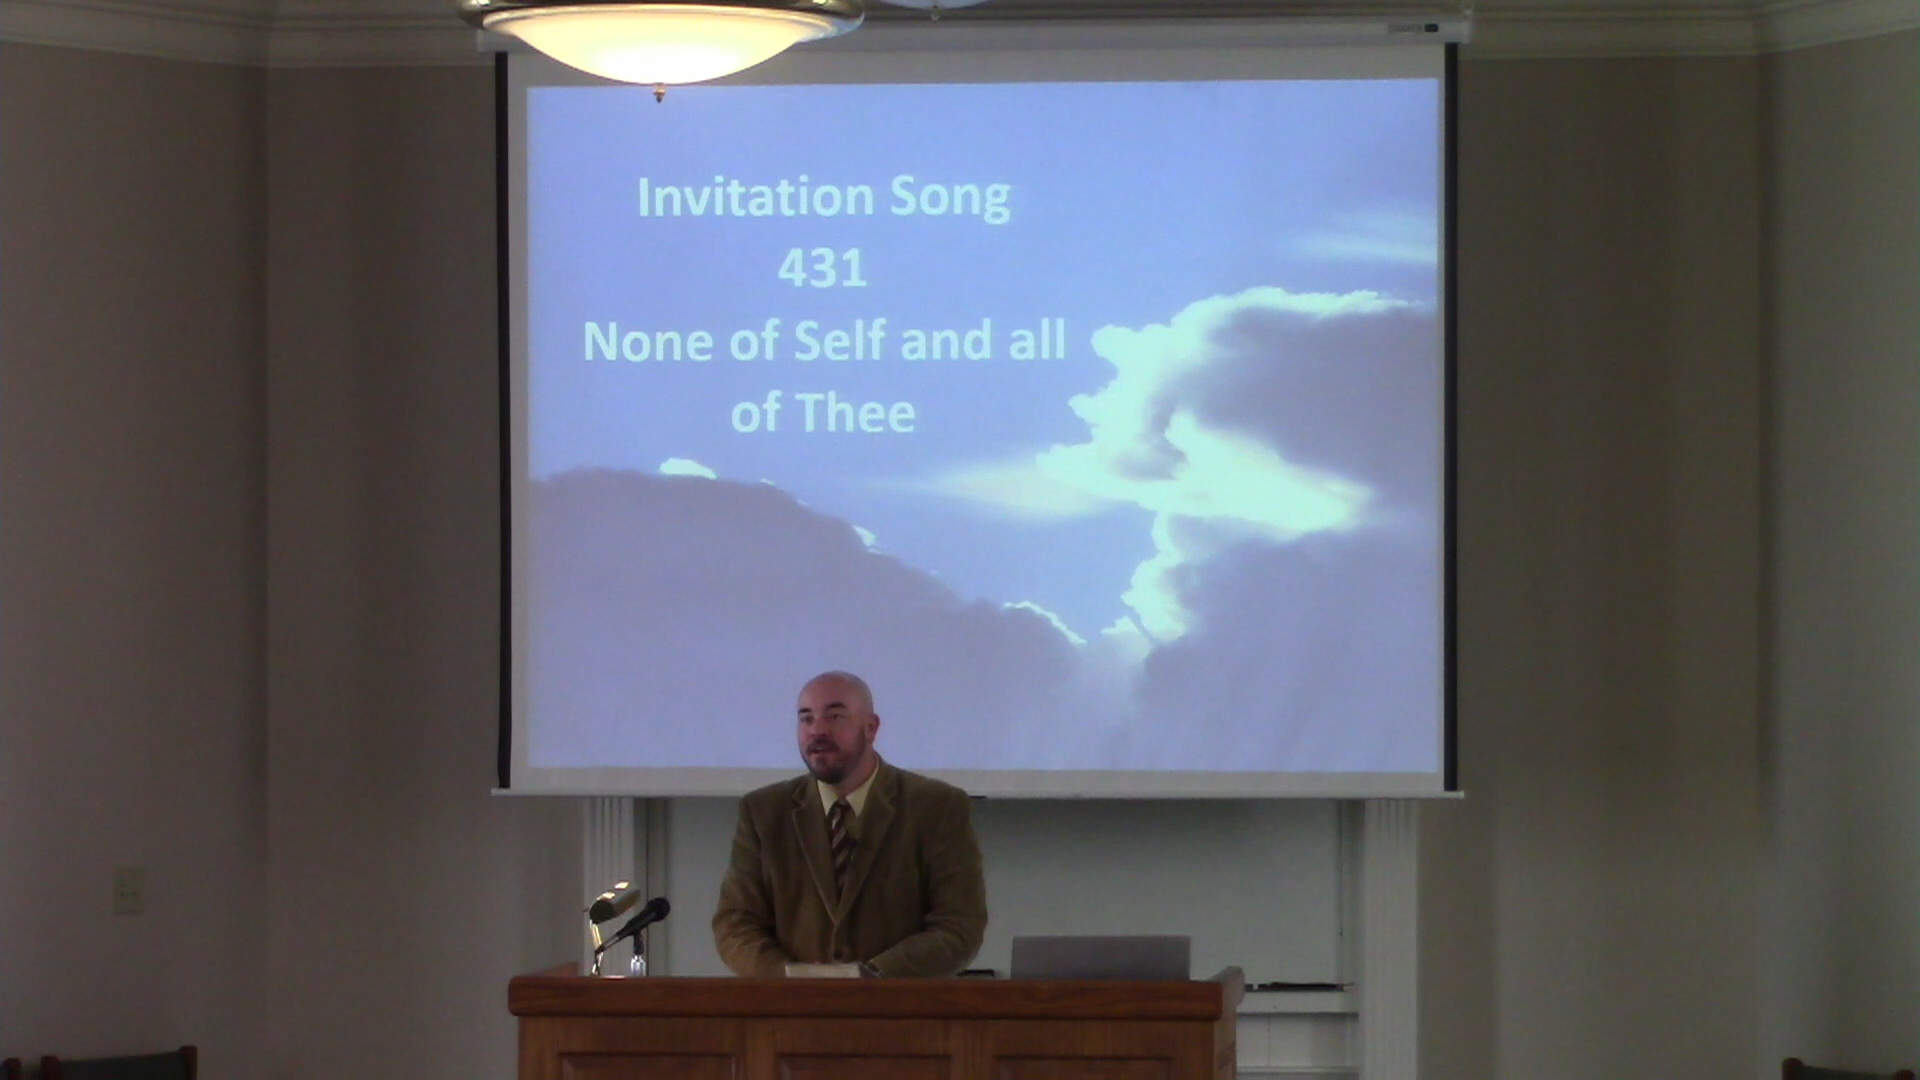 Invitation Song
431
None of Self and all
of Thee